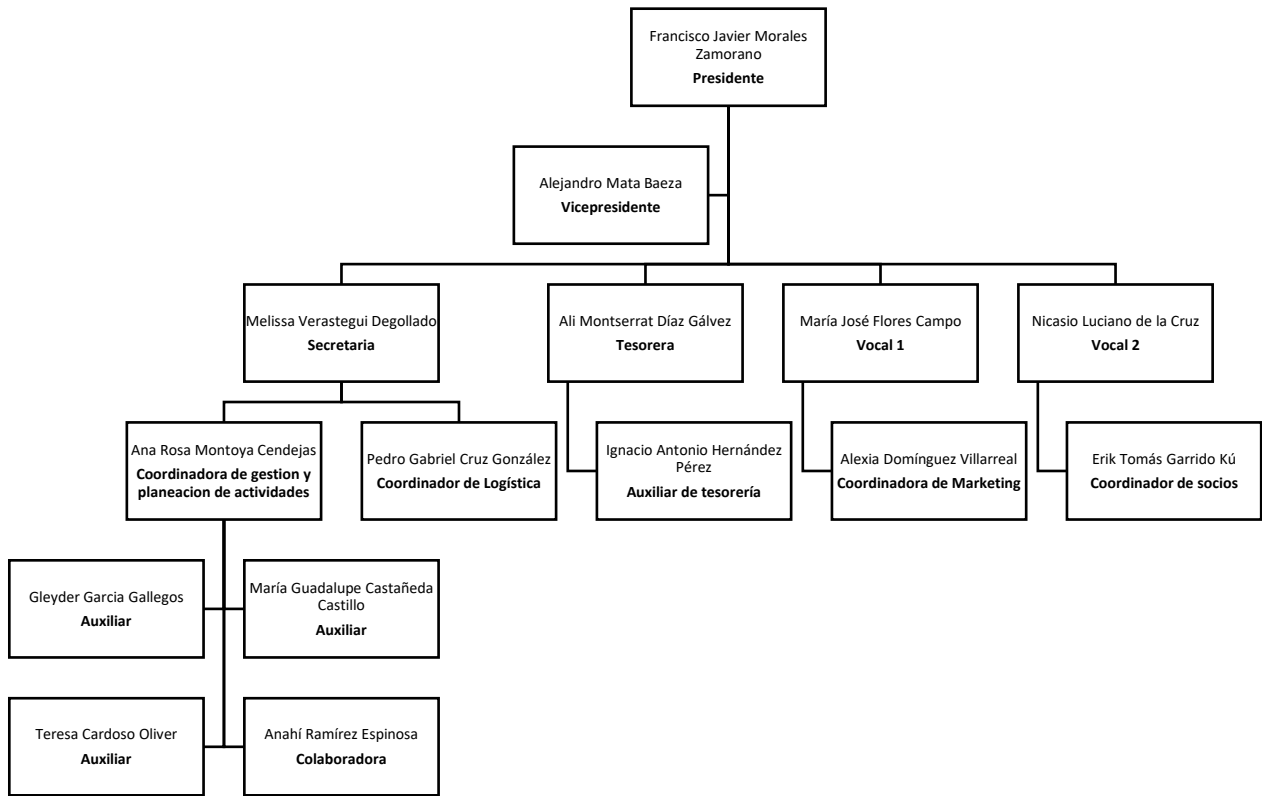 Francisco Javier Morales
Zamorano
Presidente
Alejandro Mata Baeza
Vicepresidente
Melissa Verastegui Degollado
Secretaria
Ali Montserrat Díaz Gálvez
Tesorera
María José Flores Campo
Vocal 1
Nicasio Luciano de la Cruz
Vocal 2
Ana Rosa Montoya Cendejas
Coordinadora de gestion y
planeacion de actividades
Pedro Gabriel Cruz González
Coordinador de Logística
Ignacio Antonio Hernández
Pérez
Auxiliar de tesorería
Alexia Domínguez Villarreal
Coordinadora de Marketing
Erik Tomás Garrido Kú
Coordinador de socios
Gleyder Garcia Gallegos
Auxiliar
María Guadalupe Castañeda
Castillo
Auxiliar
Teresa Cardoso Oliver
Auxiliar
Anahí Ramírez Espinosa
Colaboradora